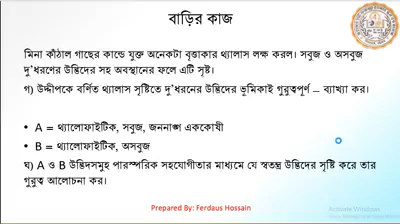 বাড়ির কাজ
মিনা কাঁঠাল গাছের কান্ডে যুক্ত অনেকটা বৃত্তাকার থ্যালাস লক্ষ করল। সবুজ ও অসবুজ
দু'ধরণের উদ্ভিদের সহ অবস্থানের ফলে এটি সৃষ্ট।
গ) উদ্দীপকে বর্ণিত থ্যালাস সৃষ্টিতে দু'ধরনের উদ্ভিদের ভূমিকাই গুরুত্বপূর্ণ – ব্যাখ্যা কর।
• A = থ্যালোফাইটিক, সবুজ, জননাঙ্গ এককোষী
• B = থ্যালোফাইটিক, অসবুজ
ঘ) A ও B উদ্ভিদসমূহ পারস্পরিক সহযোগীতার মাধ্যমে যে স্বতন্ত্র উদ্ভিদের সৃষ্টি করে তার
গুরুত্ব আলোচনা কর।
Prepared By: Ferdaus Hossain
Activate Windows